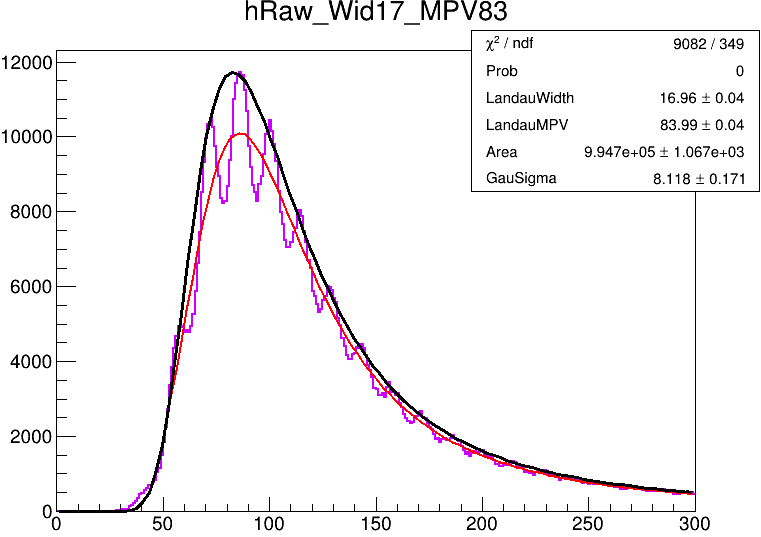 hRaw_Wid17_MPV83
χ² / ndf 9082 / 349
Prob 0
LandauWidth 16.96 ± 0.04
LandauMPV 83.99 ± 0.04
Area 9.947e+05 ± 1.067e+03
GauSigma 8.118 ± 0.171
12000
10000
8000
6000
4000
2000
0
0 50 100 150 200 250 300